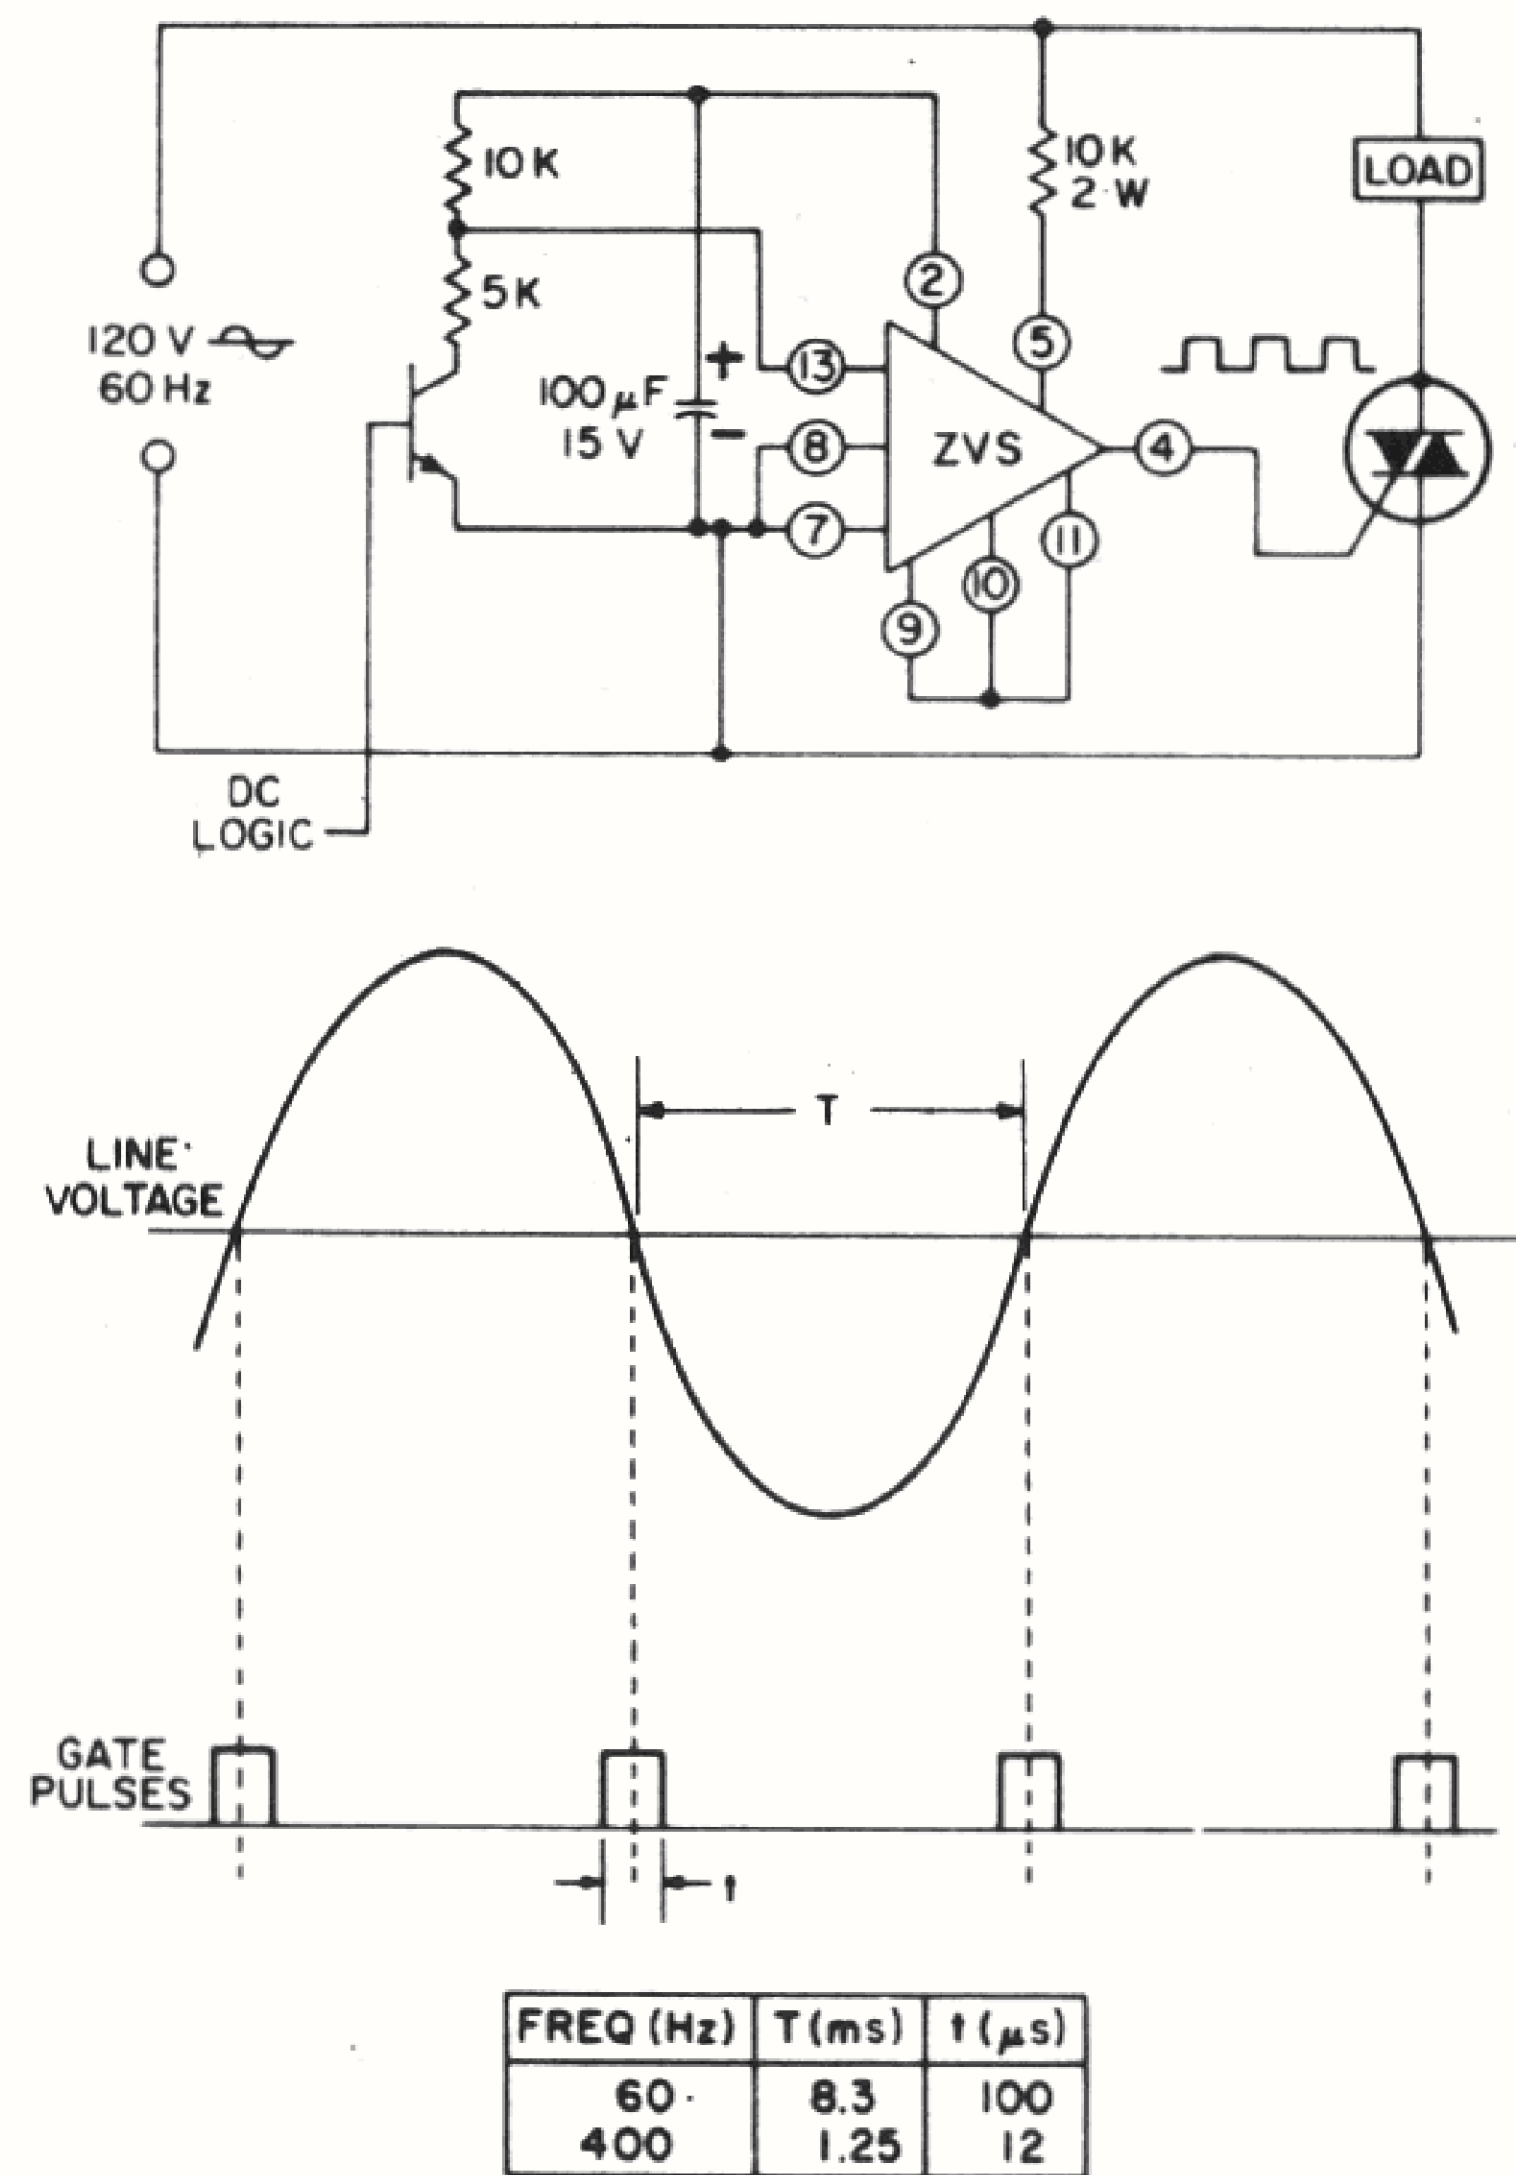 10 K
10 K
2 W
LOAD
5 K
2
120 V
60 Hz
5
13
100 μF
15 V
+
−
8
ZVS
4
7
11
10
9
DC
LOGIC
T
LINE
VOLTAGE
GATE
PULSES
t
FREQ (Hz) T (ms) t (μs)
60 8.3 100
400 1.25 12